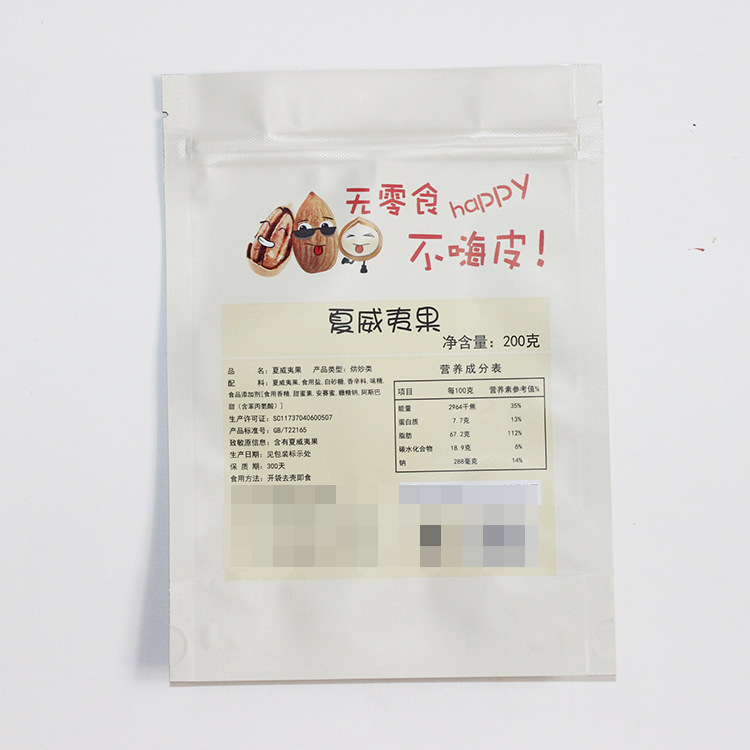 无零食 happy
不嗨皮！
夏威夷果
净含量：200克
品 名：夏威夷果 产品类型：烘炒类
配 料：夏威夷果，食用盐，白砂糖，香辛料，味精，
食品添加剂[食用香精，甜蜜素，安赛蜜，糖精钠，阿斯巴
甜（含苯丙氨酸）]
生产许可证：SC11737040600507
产品标准号：GB/T22165
致敏原信息：含有夏威夷果
生产日期：见包装标示处
保 质 期：300天
食用方法：开袋去壳即食
营养成分表
项目 每100克 营养素参考值%
能量 2964千焦 35%
蛋白质 7.7克 13%
脂肪 67.2克 112%
碳水化合物 18.9克 6%
钠 288毫克 14%